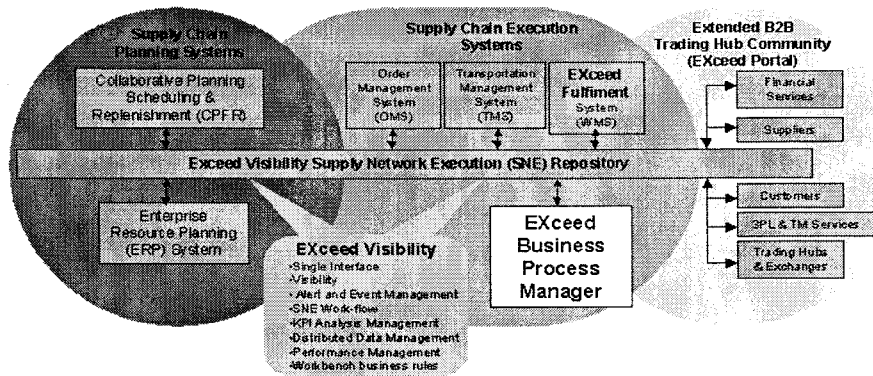 Supply Chain
Planning Systems
Supply Chain Execution
Systems
Extended B2B
Trading Hub Community
(EXceed Portal)
Collaborative Planning
Scheduling &
Replenishment (CPFR)
Order
Management
System
(OMS)
Transportation
Management
System
(TMS)
EXceed
Fulfilment
System
(WMS)
Financial
Services
Suppliers
Exceed Visibility Supply Network Execution (SNE) Repository
Enterprise
Resource Planning
(ERP) System
EXceed Visibility
•Single Interface
•Visibility
• Alert and Event Management
•SNE Work-flow
•KPI Analysis Management
•Distributed Data Management
•Performance Management
•Workbench business rules
EXceed
Business
Process
Manager
Customers
3PL & TM Services
Trading Hubs
& Exchanges